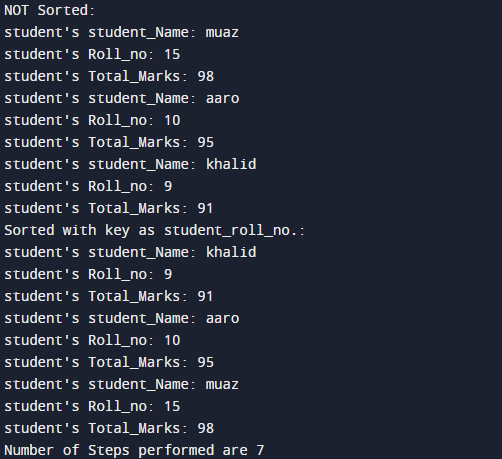 NOT Sorted:
student's student_Name: muaz
student's Roll_no: 15
student's Total_Marks: 98
student's student_Name: aaro
student's Roll_no: 10
student's Total_Marks: 95
student's student_Name: khalid
student's Roll_no: 9
student's Total_Marks: 91
Sorted with key as student_roll_no.:
student's student_Name: khalid
student's Roll_no: 9
student's Total_Marks: 91
student's student_Name: aaro
student's Roll_no: 10
student's Total_Marks: 95
student's student_Name: muaz
student's Roll_no: 15
student's Total_Marks: 98
Number of Steps performed are 7